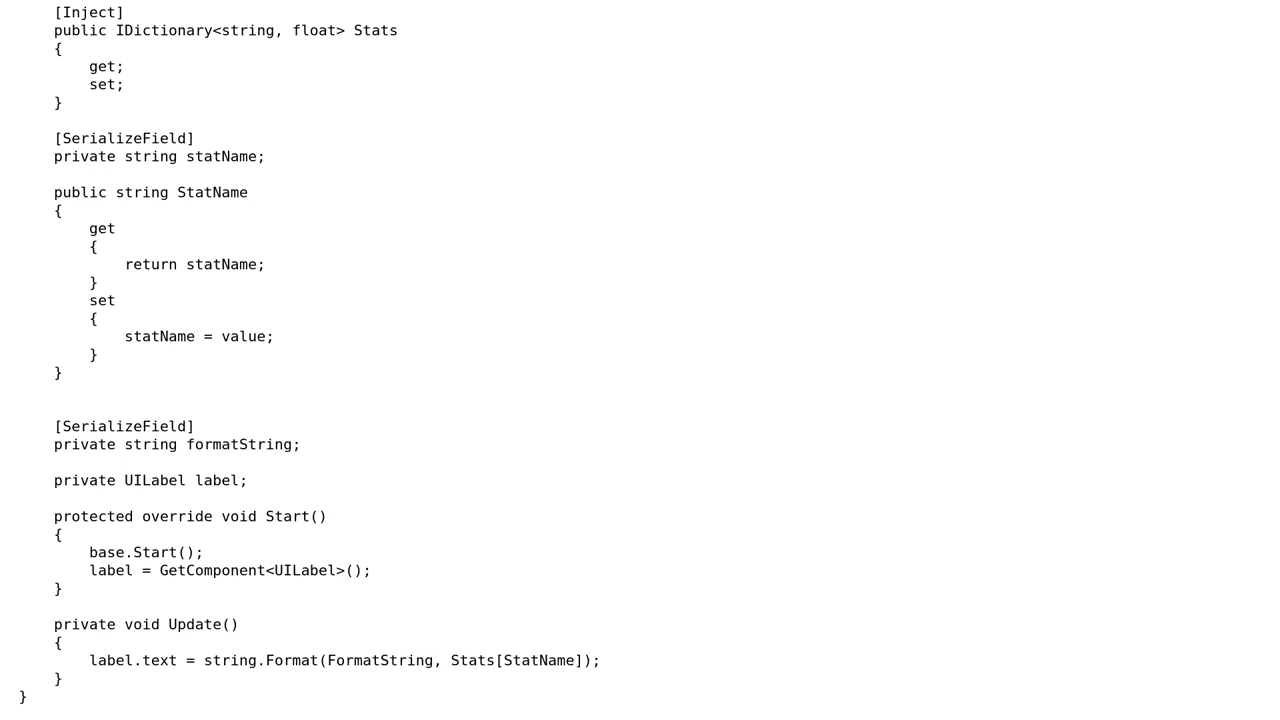 [Inject]
public IDictionary<string, float> Stats
{
get;
set;
}
[SerializeField]
private string statName;
public string StatName
{
get
{
return statName;
}
set
{
statName = value;
}
}
[SerializeField]
private string formatString;
private UILabel label;
protected override void Start()
{
base.Start();
label = GetComponent<UILabel>();
}
private void Update()
{
label.text = string.Format(FormatString, Stats[StatName]);
}
}